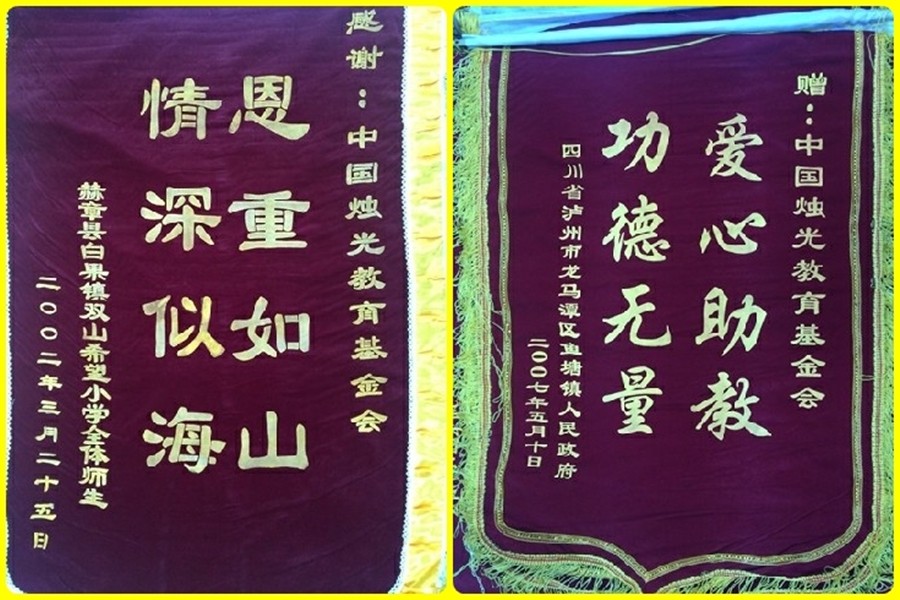 感谢：中国烛光教育基金会
恩重如山
情深似海
赫章县白果镇双山希望小学全体师生
二〇〇二年三月二十五日
赠：中国烛光教育基金会
爱心助教
功德无量
四川省泸州市龙马潭区鱼塘镇人民政府
二〇〇七年五月十日